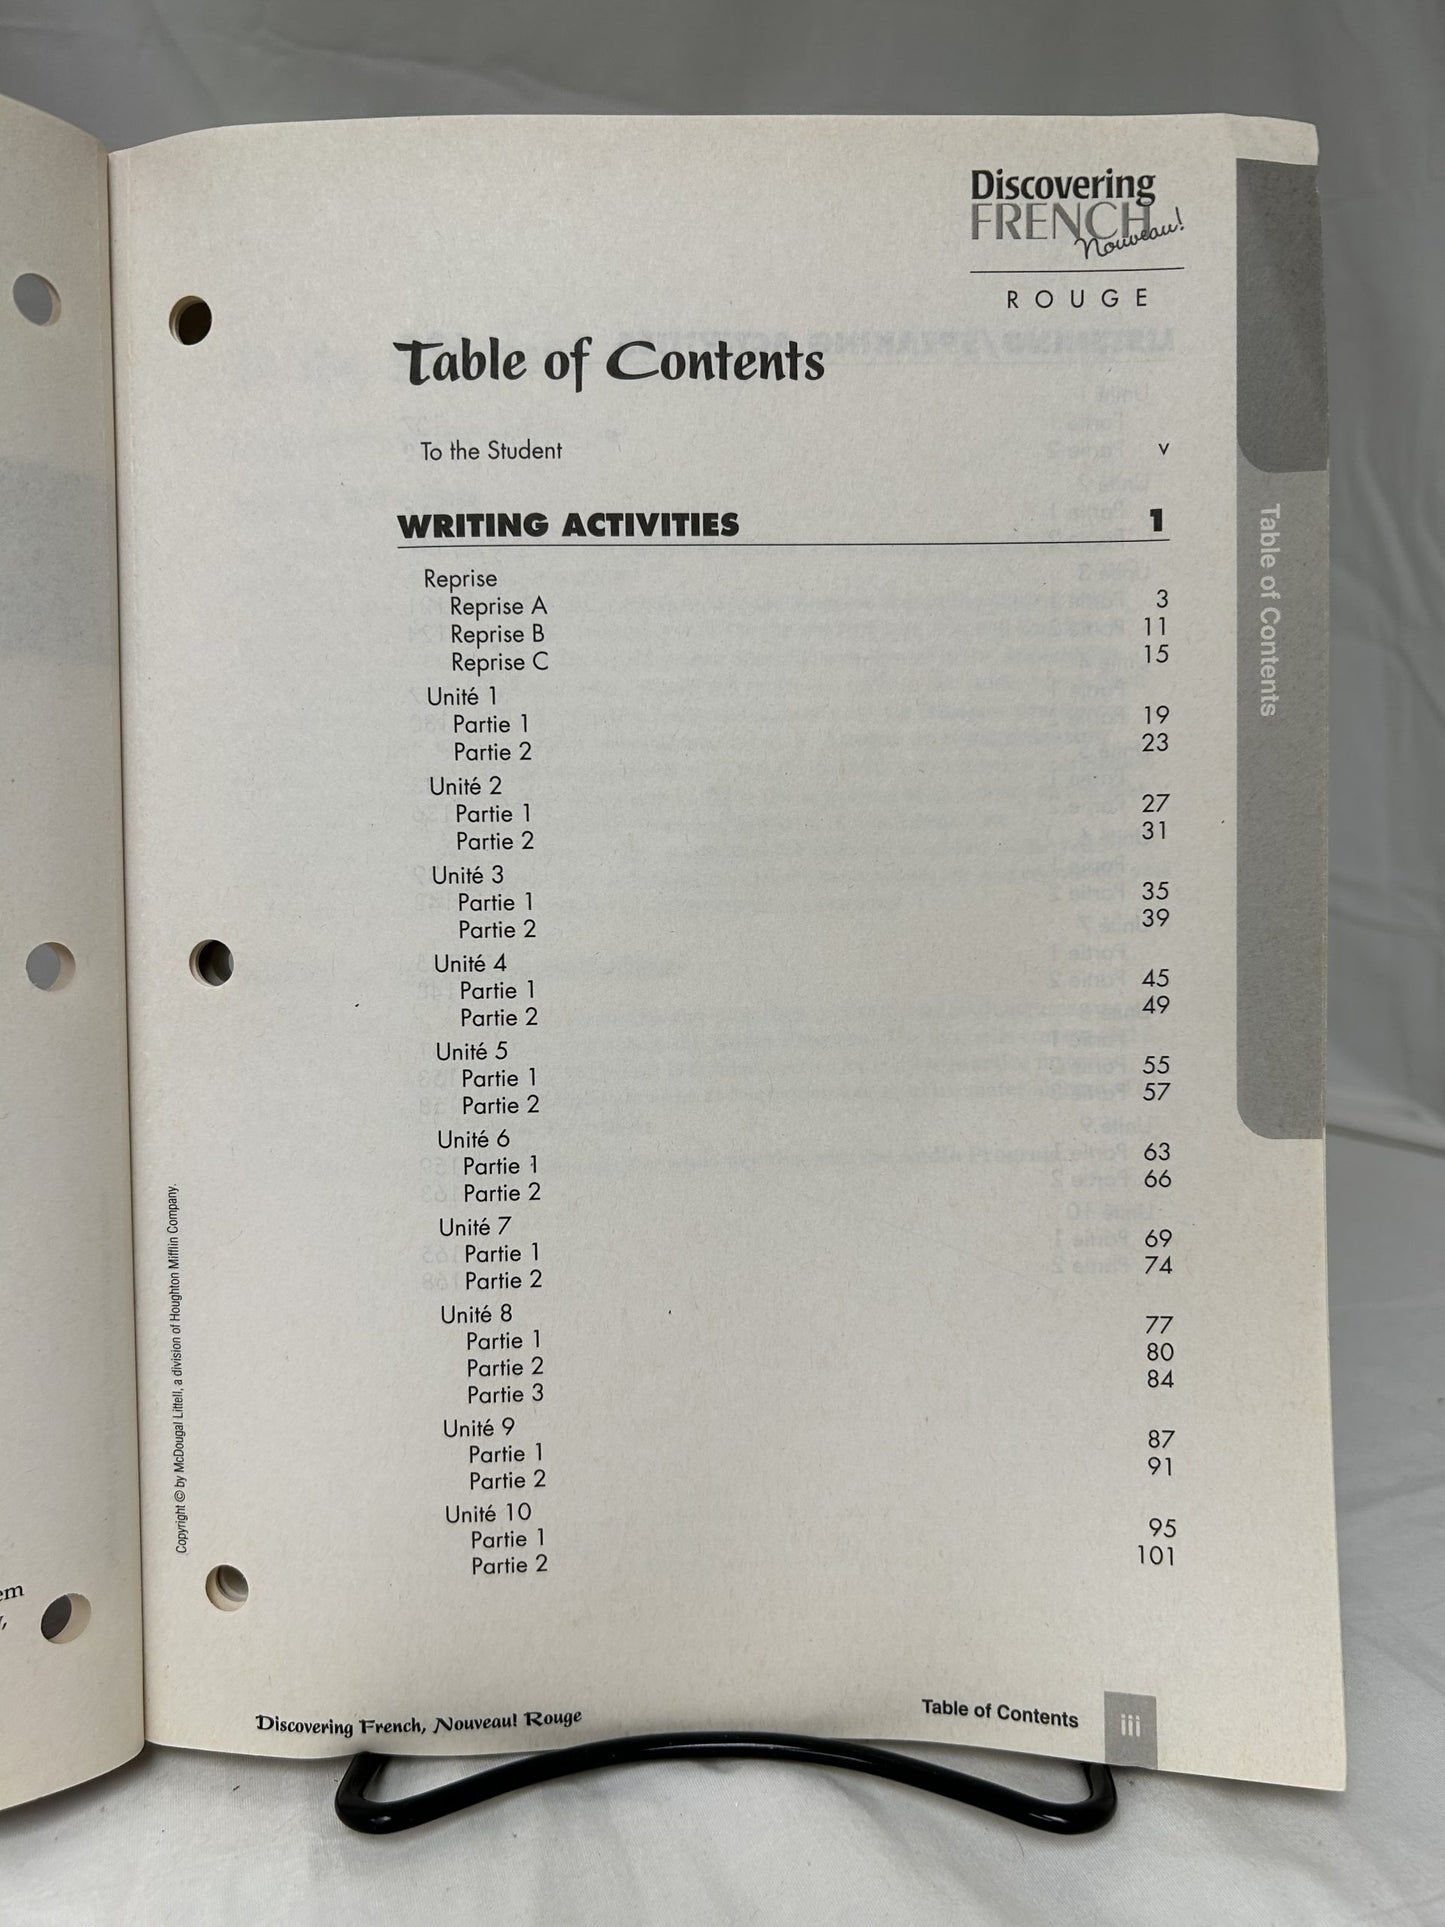 Discovering
FRENCH
Nouveau!
ROUGE
Table of Contents
To the Student v
WRITING ACTIVITIES 1
Reprise
Reprise A 3
Reprise B 11
Reprise C 15
Unité 1
Partie 1 19
Partie 2 23
Unité 2
Partie 1 27
Partie 2 31
Unité 3
Partie 1 35
Partie 2 39
Unité 4
Partie 1 45
Partie 2 49
Unité 5
Partie 1 55
Partie 2 57
Unité 6
Partie 1 63
Partie 2 66
Unité 7
Partie 1 69
Partie 2 74
Unité 8
Partie 1 77
Partie 2 80
Partie 3 84
Unité 9
Partie 1 87
Partie 2 91
Unité 10
Partie 1 95
Partie 2 101
Table of Contents
Copyright © by McDougal Littell, a division of Houghton Mifflin Company.
Discovering French, Nouveau! Rouge
Table of Contents iii